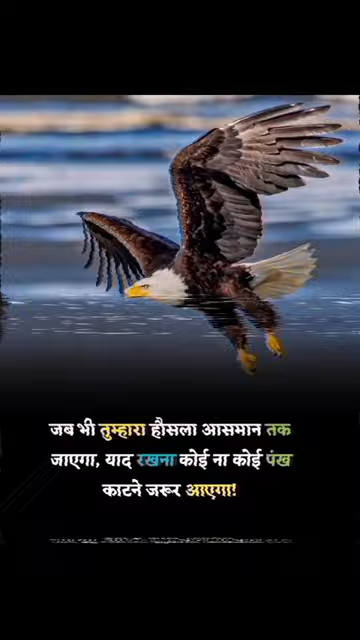 जब भी तुम्हारा हौसला आसमान तक
जाएगा, याद रखना कोई ना कोई पंख
काटने जरूर आएगा!